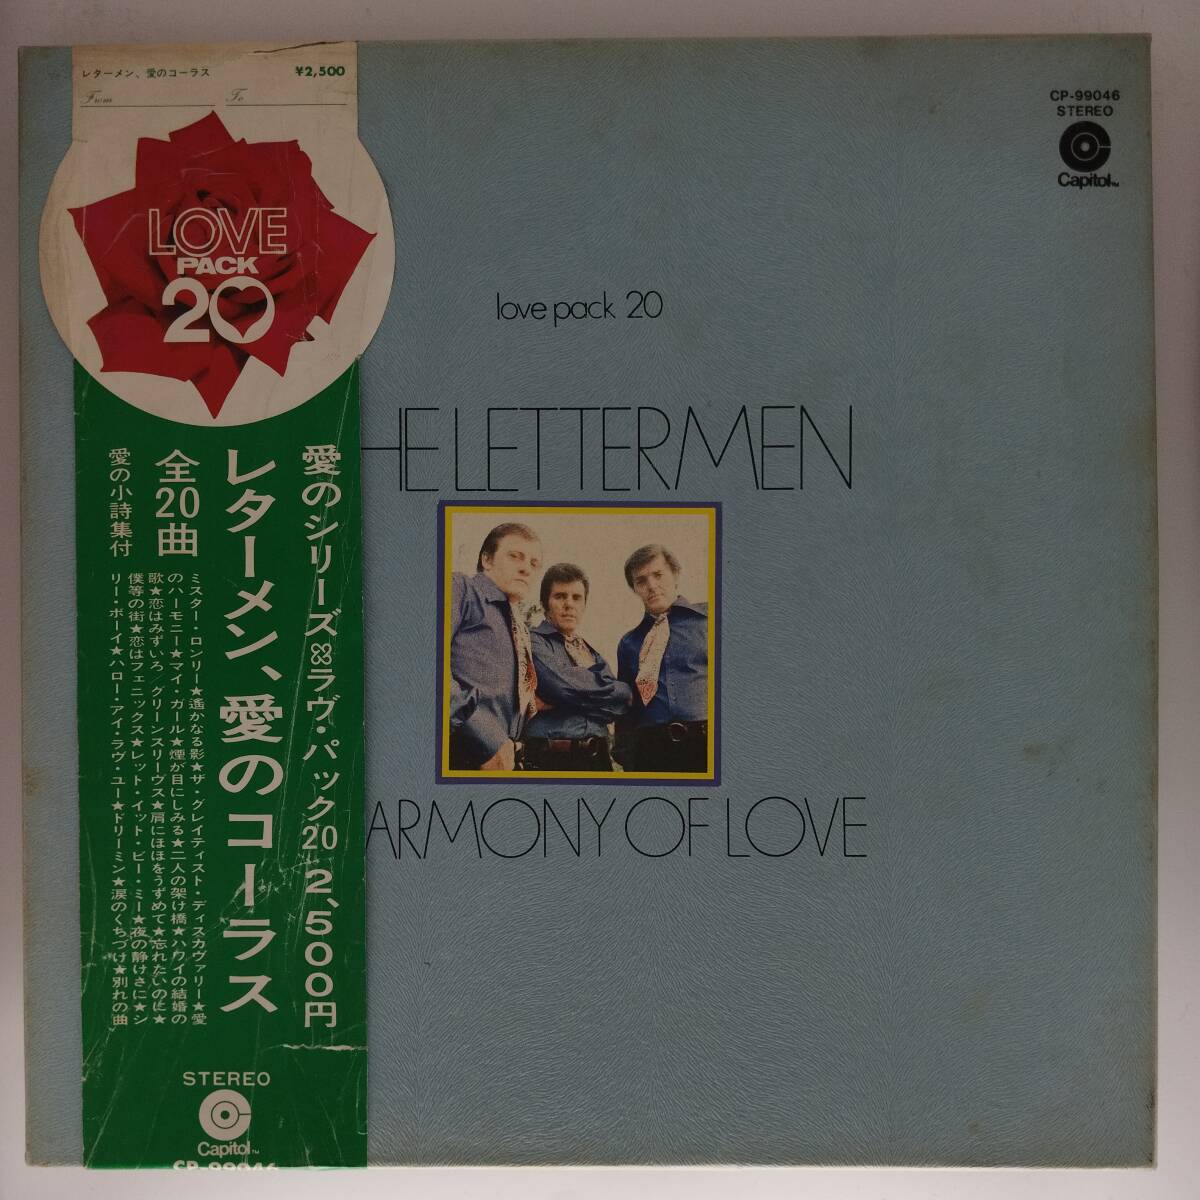 レターメン、愛のコーラス ¥2,500
From To
LOVE
PACK
20
愛のシリーズ ラヴ・パック20 2,500円
レターメン、愛のコーラス
全20曲
愛の小詩集付
ミスター・ロンリー★遙かなる影★ザ・グレイティスト・ディスカヴァリー★愛
のハーモニー★マイ・ガール★煙が目にしみる★二人の架け橋★ハワイの結婚の
歌★恋はみずいろ/グリーンスリーヴス★肩にほほをうずめて★忘れたいのに★
僕等の街★恋はフェニックス★レット・イット・ビー・ミー★夜の静けさに★シ
リー・ボーイ★ハロー・アイ・ラヴ・ユー★ドリーミン★涙のくちづけ★別れの曲
STEREO
Capitol™
CP-99046
CP-99046
STEREO
Capitol™
love pack 20
HE LETTERMEN
ARMONY OF LOVE